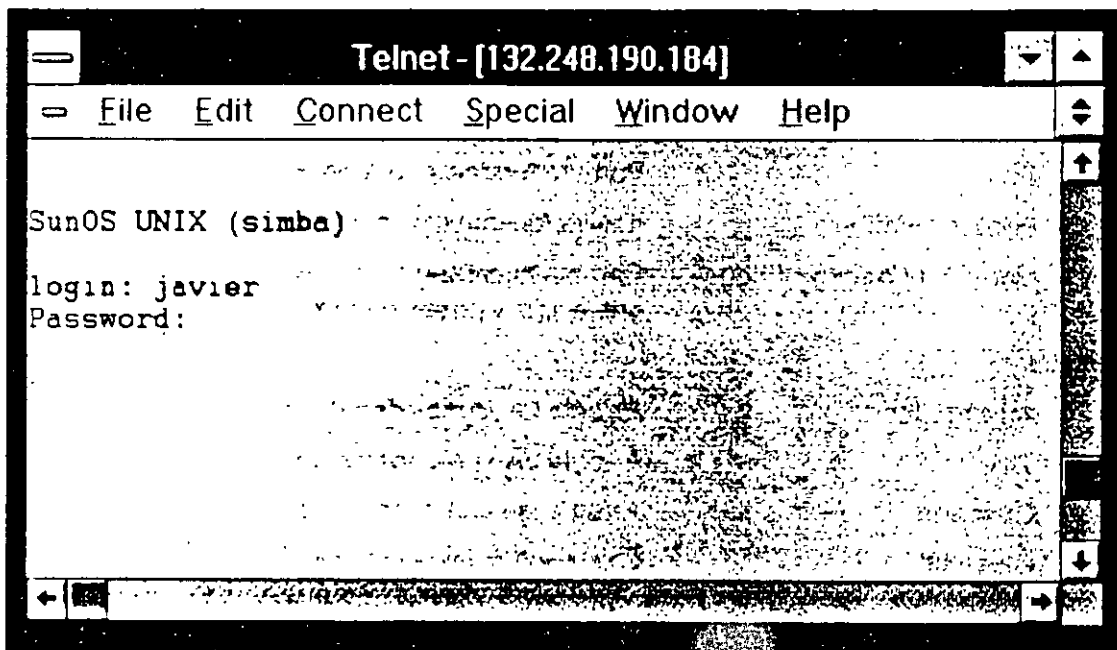 Telnet - [132.248.190.184]
File Edit Connect Special Window Help
SunOS UNIX (simba)
login: javier
Password: